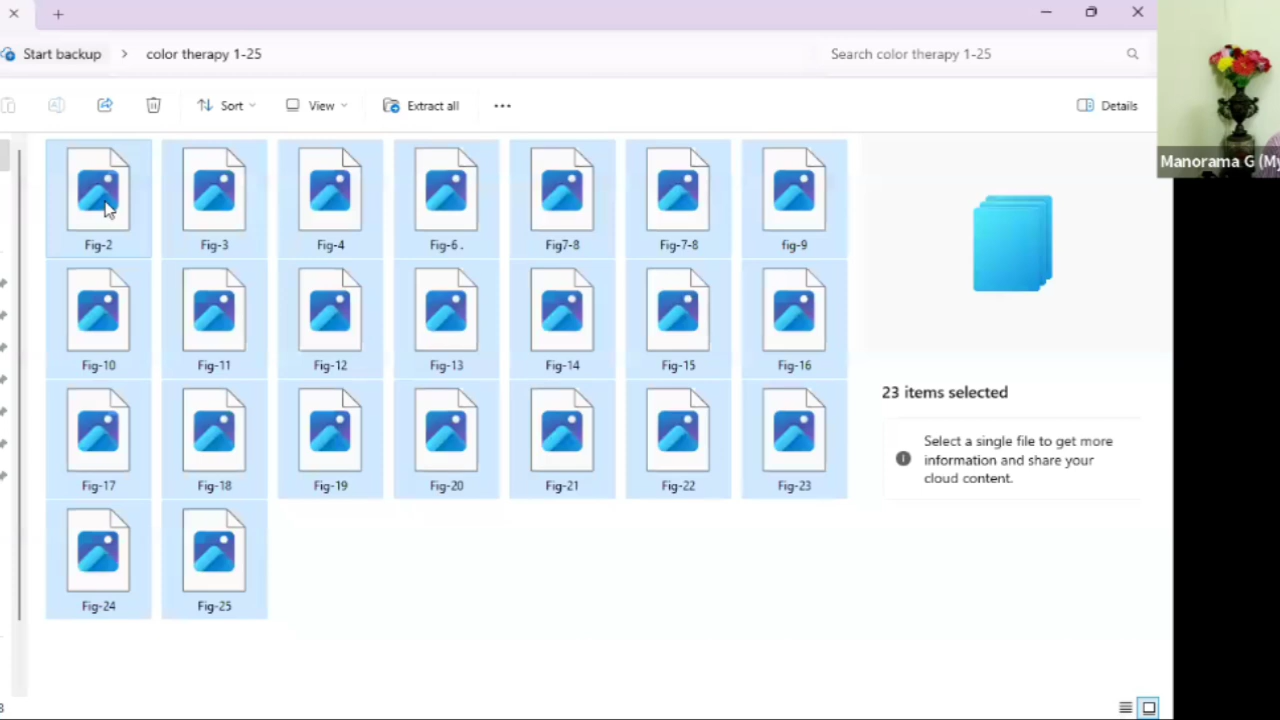 Start backup > color therapy 1-25
Search color therapy 1-25
Sort
View
Extract all
Details
Manorama G (My
Fig-2
Fig-3
Fig-4
Fig-6 .
Fig7-8
Fig-7-8
fig-9
Fig-10
Fig-11
Fig-12
Fig-13
Fig-14
Fig-15
Fig-16
23 items selected
Select a single file to get more
information and share your
cloud content.
Fig-17
Fig-18
Fig-19
Fig-20
Fig-21
Fig-22
Fig-23
Fig-24
Fig-25